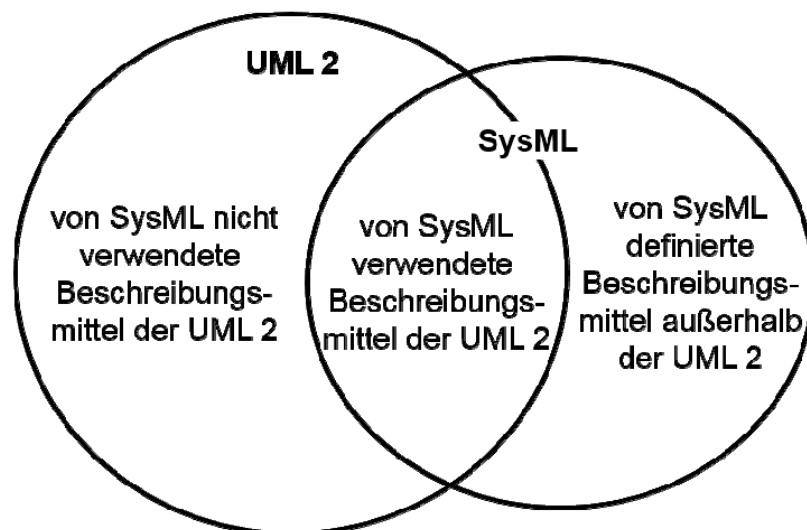 UML 2
SysML
von SysML nicht
verwendete
Beschreibungs-
mittel der UML 2
von SysML
verwendete
Beschreibungs-
mittel der UML 2
von SysML
definierte
Beschreibungs-
mittel außerhalb
der UML 2